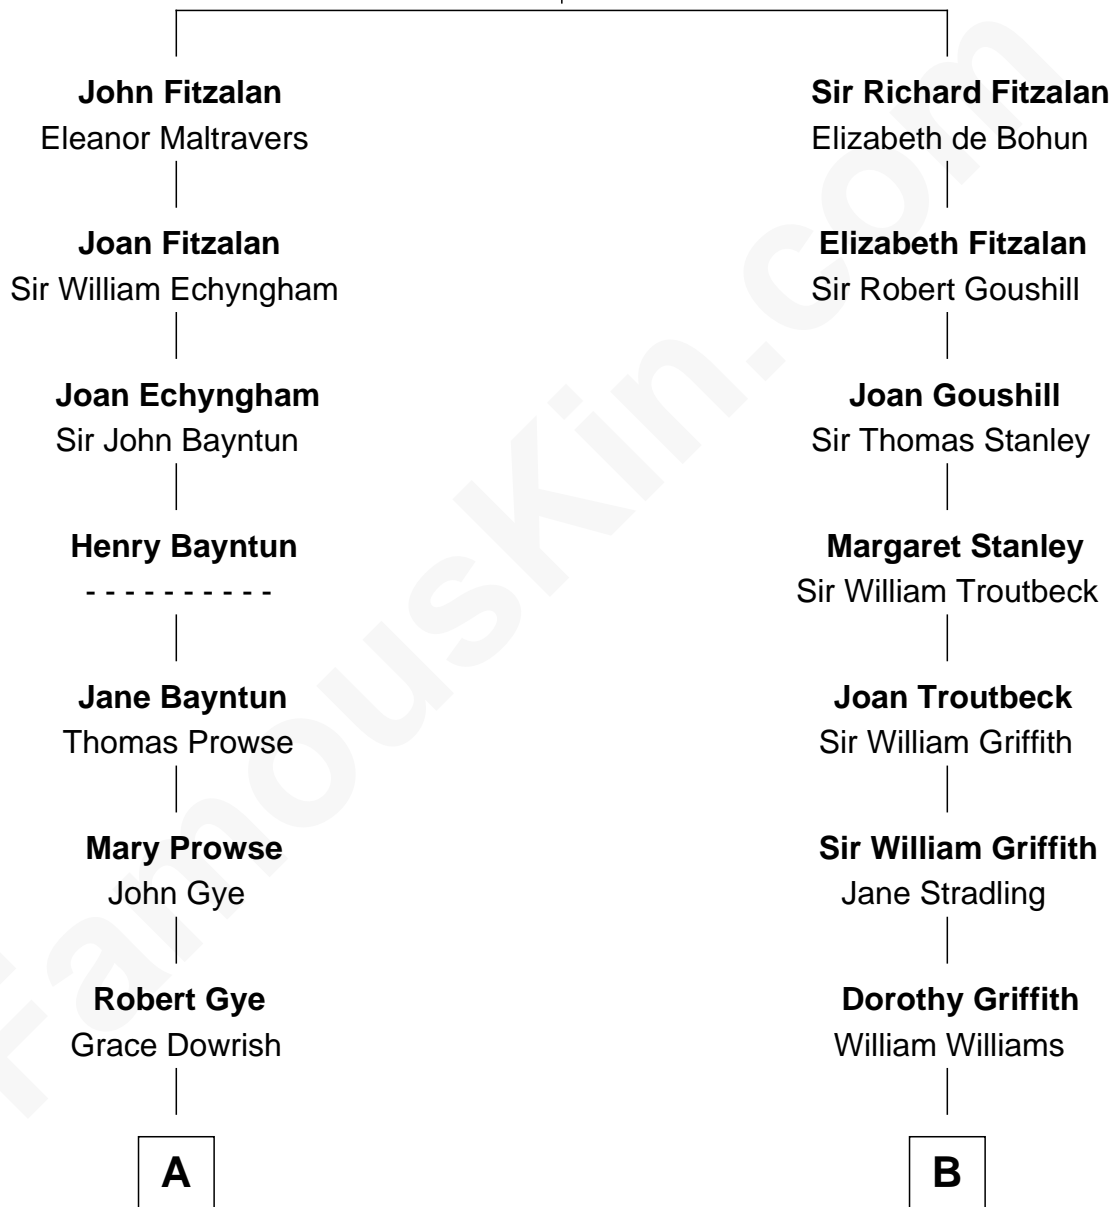 John Fitzalan
Eleanor Maltravers
Joan Fitzalan
Sir William Echyngham
Joan Echyngham
Sir John Bayntun
Henry Bayntun
- - - - - - - - - -
Jane Bayntun
Thomas Prowse
Mary Prowse
John Gye
Robert Gye
Grace Dowrish
A
Sir Richard Fitzalan
Elizabeth de Bohun
Elizabeth Fitzalan
Sir Robert Goushill
Joan Goushill
Sir Thomas Stanley
Margaret Stanley
Sir William Troutbeck
Joan Troutbeck
Sir William Griffith
Sir William Griffith
Jane Stradling
Dorothy Griffith
William Williams
B
FamousKin.com